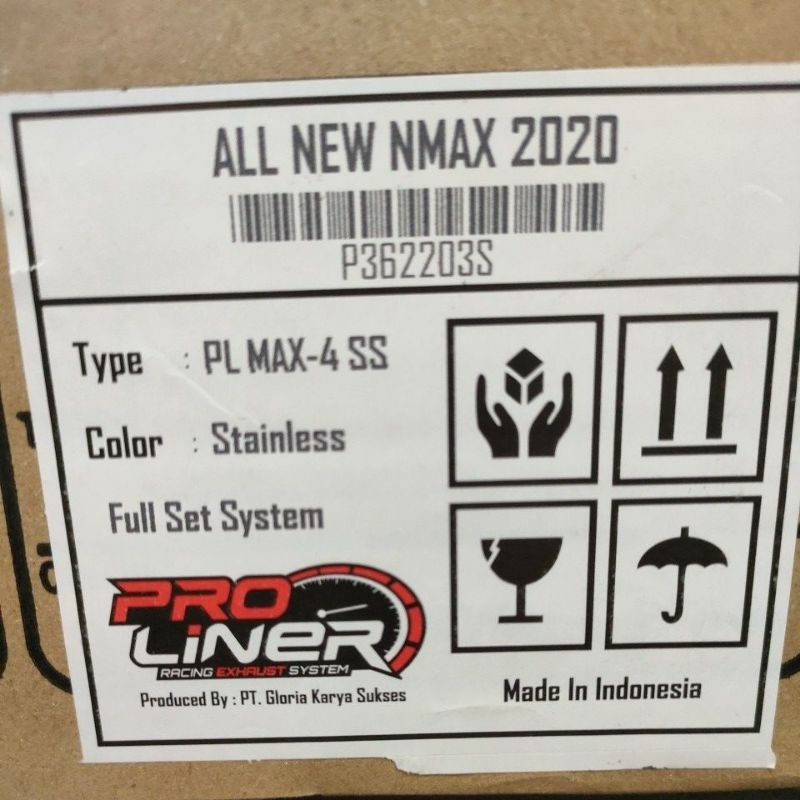 ALL NEW NMAX 2020
P362203S
Type : PL MAX-4 SS
Color : Stainless
Full Set System
PRO
LINER
RACING EXHAUST SYSTEM
Produced By : PT. Gloria Karya Sukses
Made In Indonesia